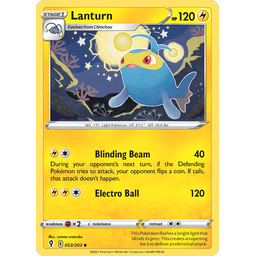 STAGE 1
Lanturn
HP 120
Evolves from Chinchou
Blinding Beam 40
During your opponent's next turn, if the Defending
Pokémon tries to attack, your opponent flips a coin. If tails,
that attack doesn't happen.
Electro Ball 120
weakness ×2 resistance retreat
053/203
This Pokémon flashes a bright light that
blinds its prey. This creates an opening
for it to deliver an electrical attack.